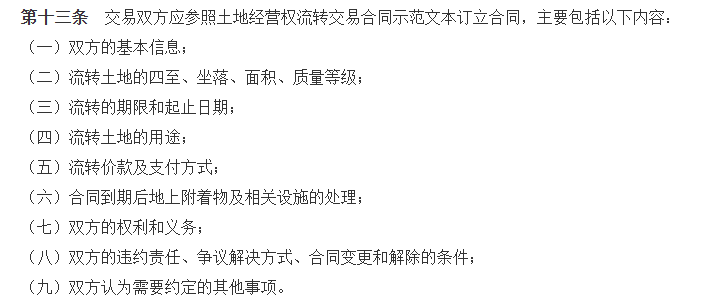 第十三条　交易双方应参照土地经营权流转交易合同示范文本订立合同，主要包括以下内容：
（一）双方的基本信息；
（二）流转土地的四至、坐落、面积、质量等级；
（三）流转的期限和起止日期；
（四）流转土地的用途；
（五）流转价款及支付方式；
（六）合同到期后地上附着物及相关设施的处理；
（七）双方的权利和义务；
（八）双方的违约责任、争议解决方式、合同变更和解除的条件；
（九）双方认为需要约定的其他事项。